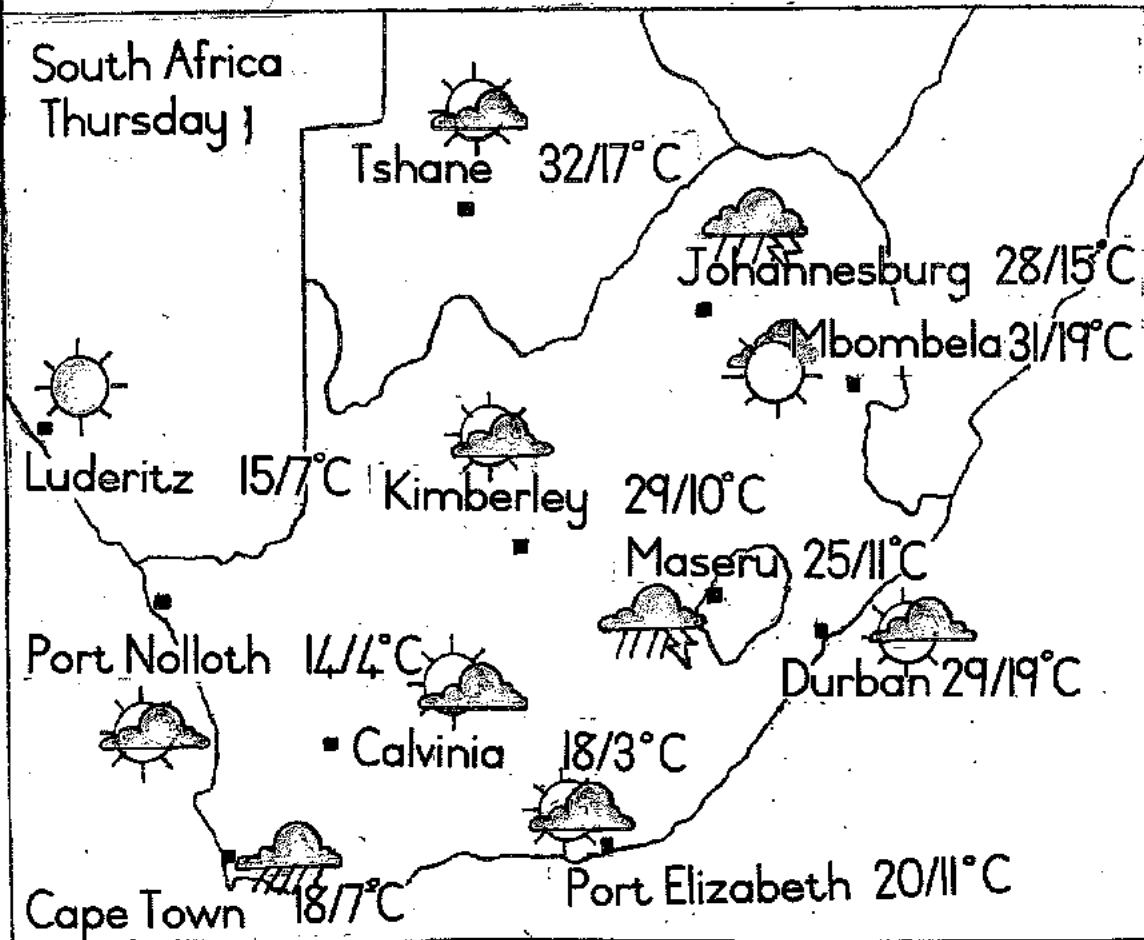 South Africa
Thursday
Tshane 32/17°C
Johannesburg 28/15°C
Mbombela 31/19°C
Luderitz 15/7°C
Kimberley 29/10°C
Maseru 25/11°C
Port Nolloth 14/4°C
Durban 29/19°C
Calvinia 18/3°C
Port Elizabeth 20/11°C
Cape Town 18/7°C